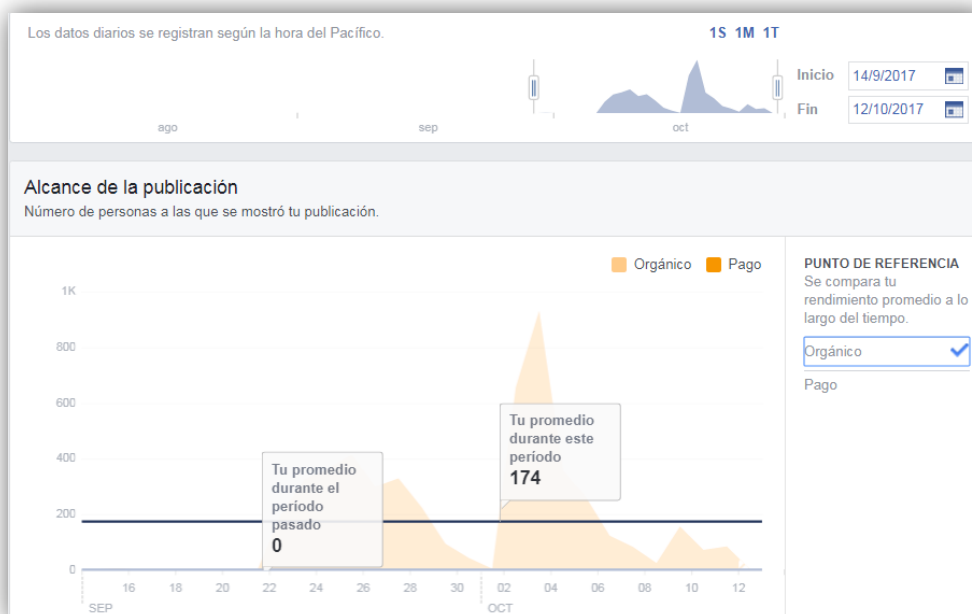 Los datos diarios se registran según la hora del Pacífico.
1S 1M 1T
Inicio 14/9/2017
Fin 12/10/2017
ago sep oct
Alcance de la publicación
Número de personas a las que se mostró tu publicación.
Orgánico Pago
PUNTO DE REFERENCIA
Se compara tu
rendimiento promedio a lo
largo del tiempo.
Orgánico
Pago
1K
800
600
400
200
0
Tu promedio
durante el
período
pasado
0
Tu promedio
durante este
período
174
16 18 20 22 24 26 28 30 02 04 06 08 10 12
SEP OCT